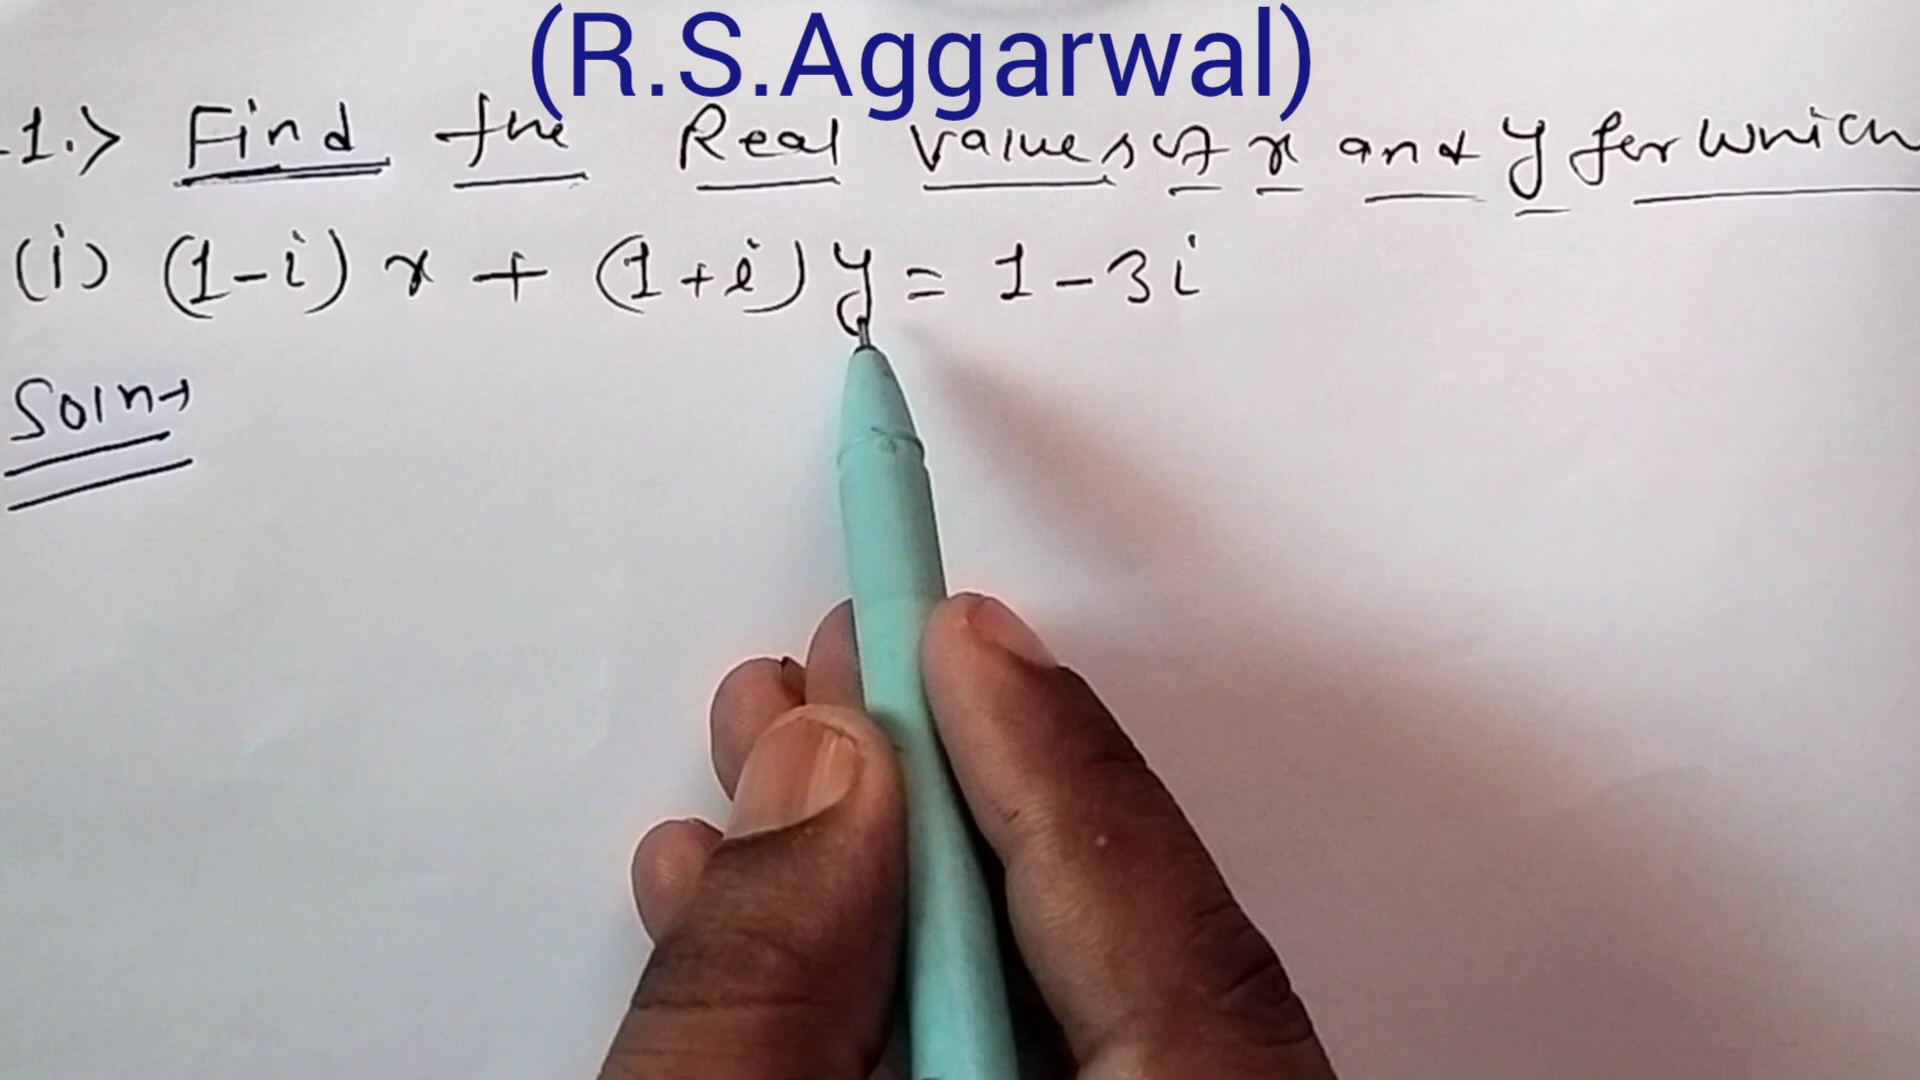 (R.S.Aggarwal)
1.> Find the Real values of x and y for which
(i) (1-i) x + (1+i) y = 1-3i
Soln→